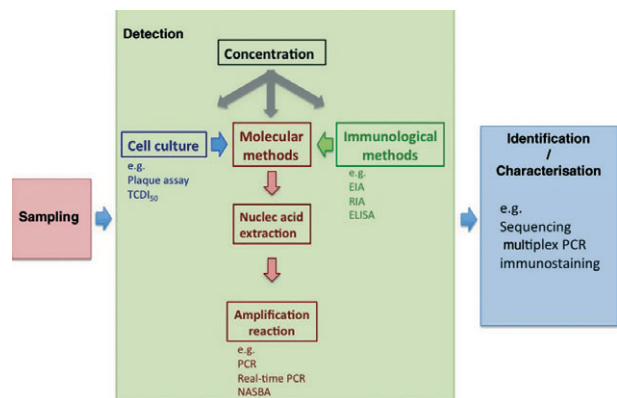 Detection
Concentration
Sampling
Cell culture
e.g.
Plaque assay
TCDI₅₀
Molecular
methods
Immunological
methods
e.g.
EIA
RIA
ELISA
Nuclec acid
extraction
Amplification
reaction
e.g.
PCR
Real-time PCR
NASBA
Identification
/
Characterisation
e.g.
Sequencing
multiplex PCR
immunostaining